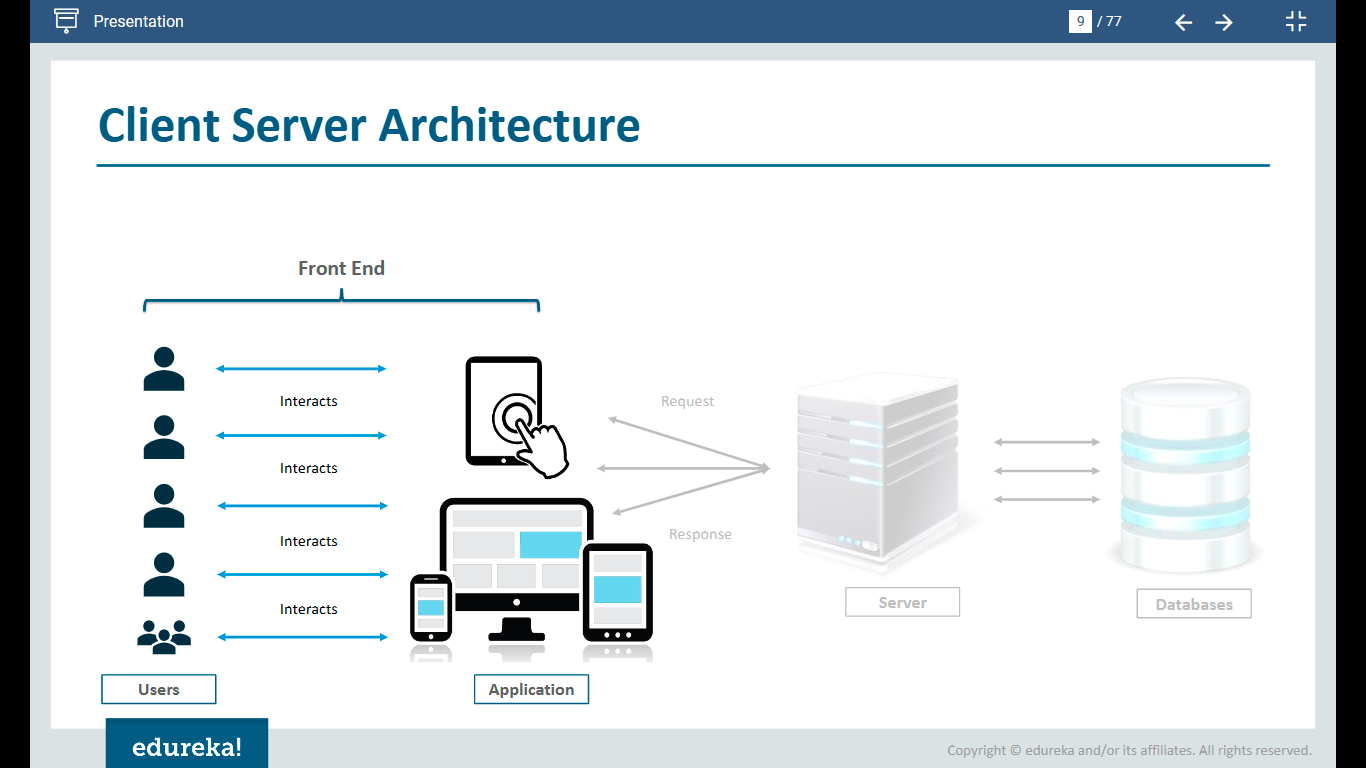 Presentation
9 / 77
Client Server Architecture
Front End
Interacts
Interacts
Interacts
Interacts
Request
Response
Server
Databases
Users
Application
edureka!
Copyright © edureka and/or its affiliates. All rights reserved.